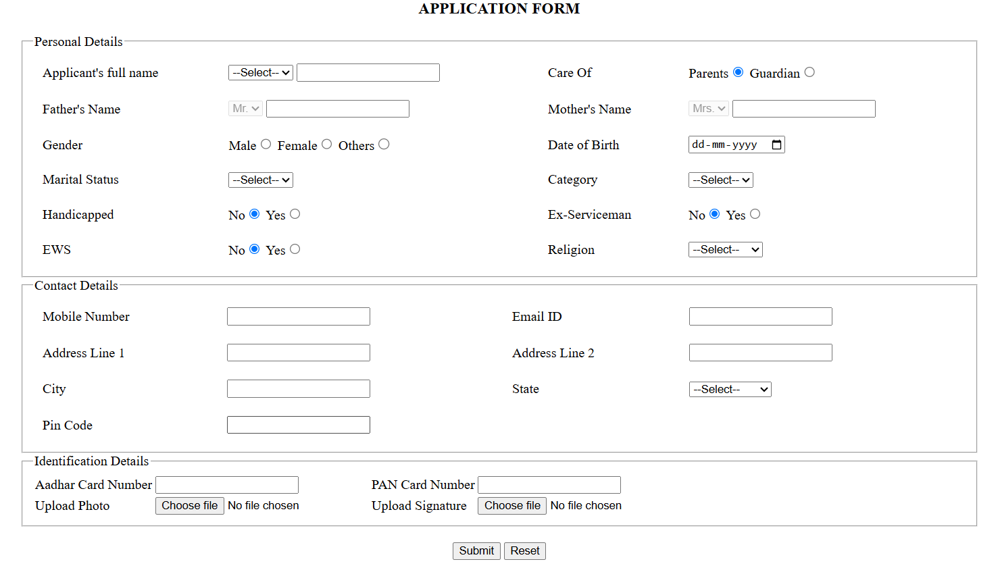 APPLICATION FORM
Personal Details
Applicant's full name --Select-- Care Of Parents Guardian
Father's Name Mr. Mother's Name Mrs.
Gender Male Female Others Date of Birth dd-mm-yyyy
Marital Status --Select-- Category --Select--
Handicapped No Yes Ex-Serviceman No Yes
EWS No Yes Religion --Select--
Contact Details
Mobile Number Email ID
Address Line 1 Address Line 2
City State --Select--
Pin Code
Identification Details
Aadhar Card Number PAN Card Number
Upload Photo Choose file No file chosen Upload Signature Choose file No file chosen
Submit Reset